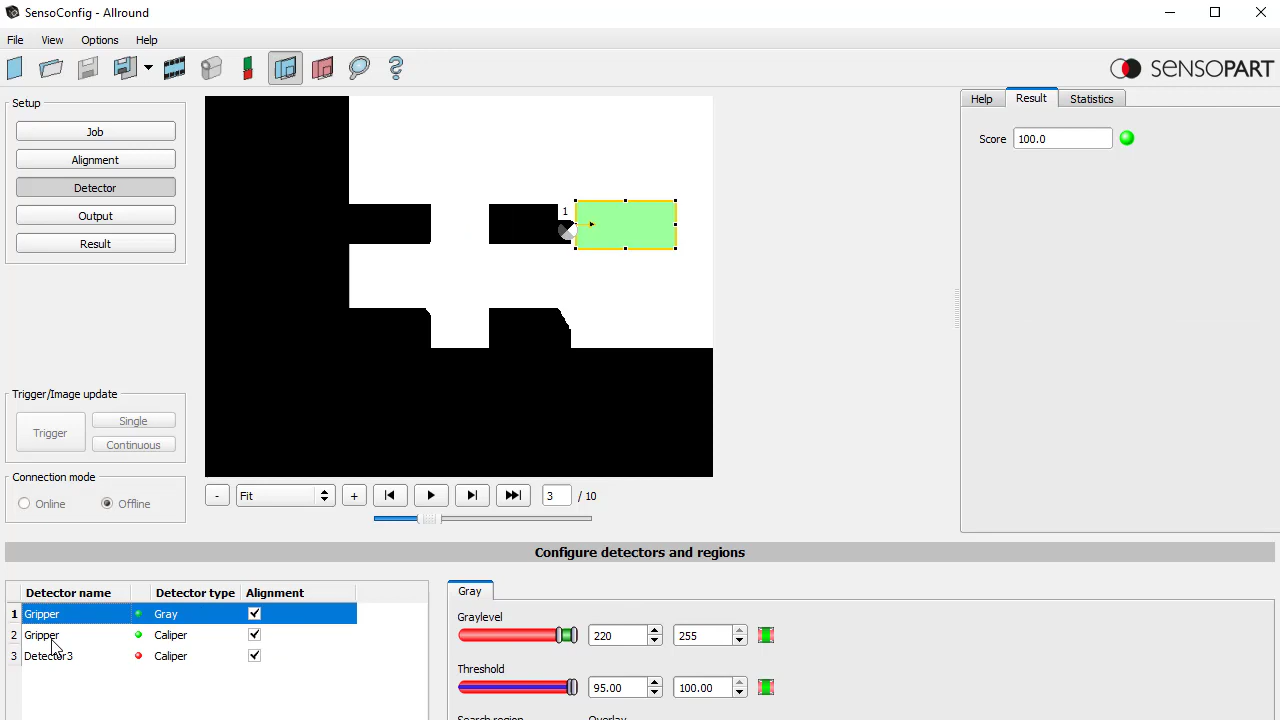 SensoConfig - Allround
File View Options Help
SENSOPART
Setup
Job
Alignment
Detector
Output
Result
Trigger/Image update
Trigger
Single
Continuous
Connection mode
Online
Offline
1
- Fit + 3 / 10
Help Result Statistics
Score 100.0
Configure detectors and regions
Detector name Detector type Alignment
1 Gripper Gray
2 Gripper Caliper
3 Detector3 Caliper
Gray
Graylevel
220 255
Threshold
95.00 100.00
Search region Overlay